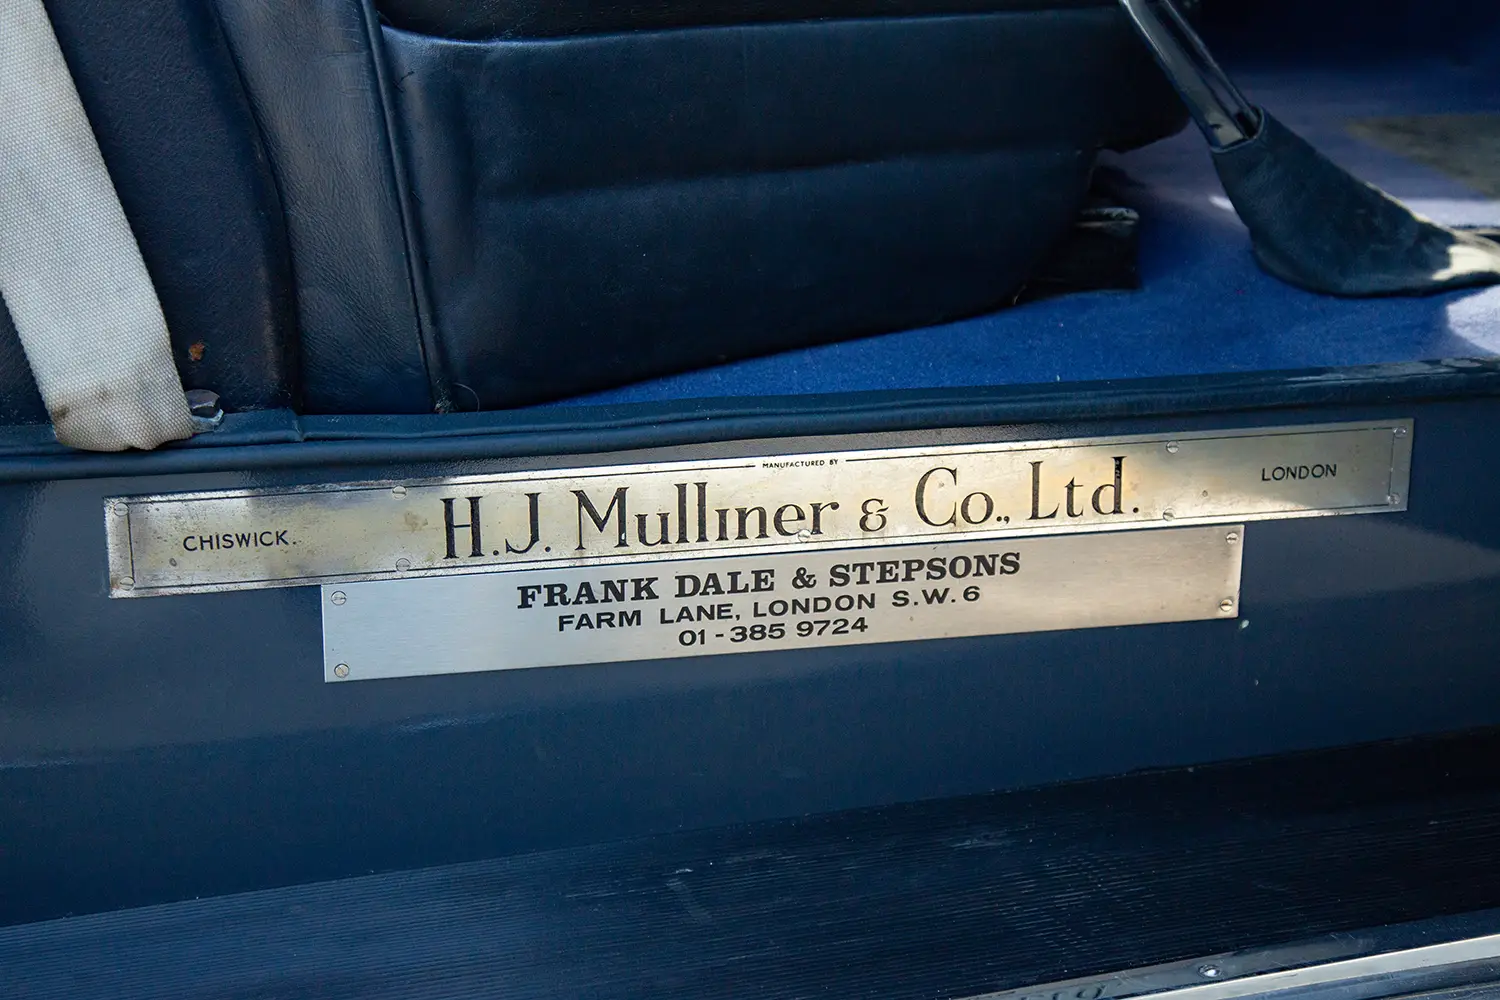 MANUFACTURED BY
CHISWICK. H.J. Mulliner & Co., Ltd. LONDON
FRANK DALE & STEPSONS
FARM LANE, LONDON S.W.6
01-385 9724